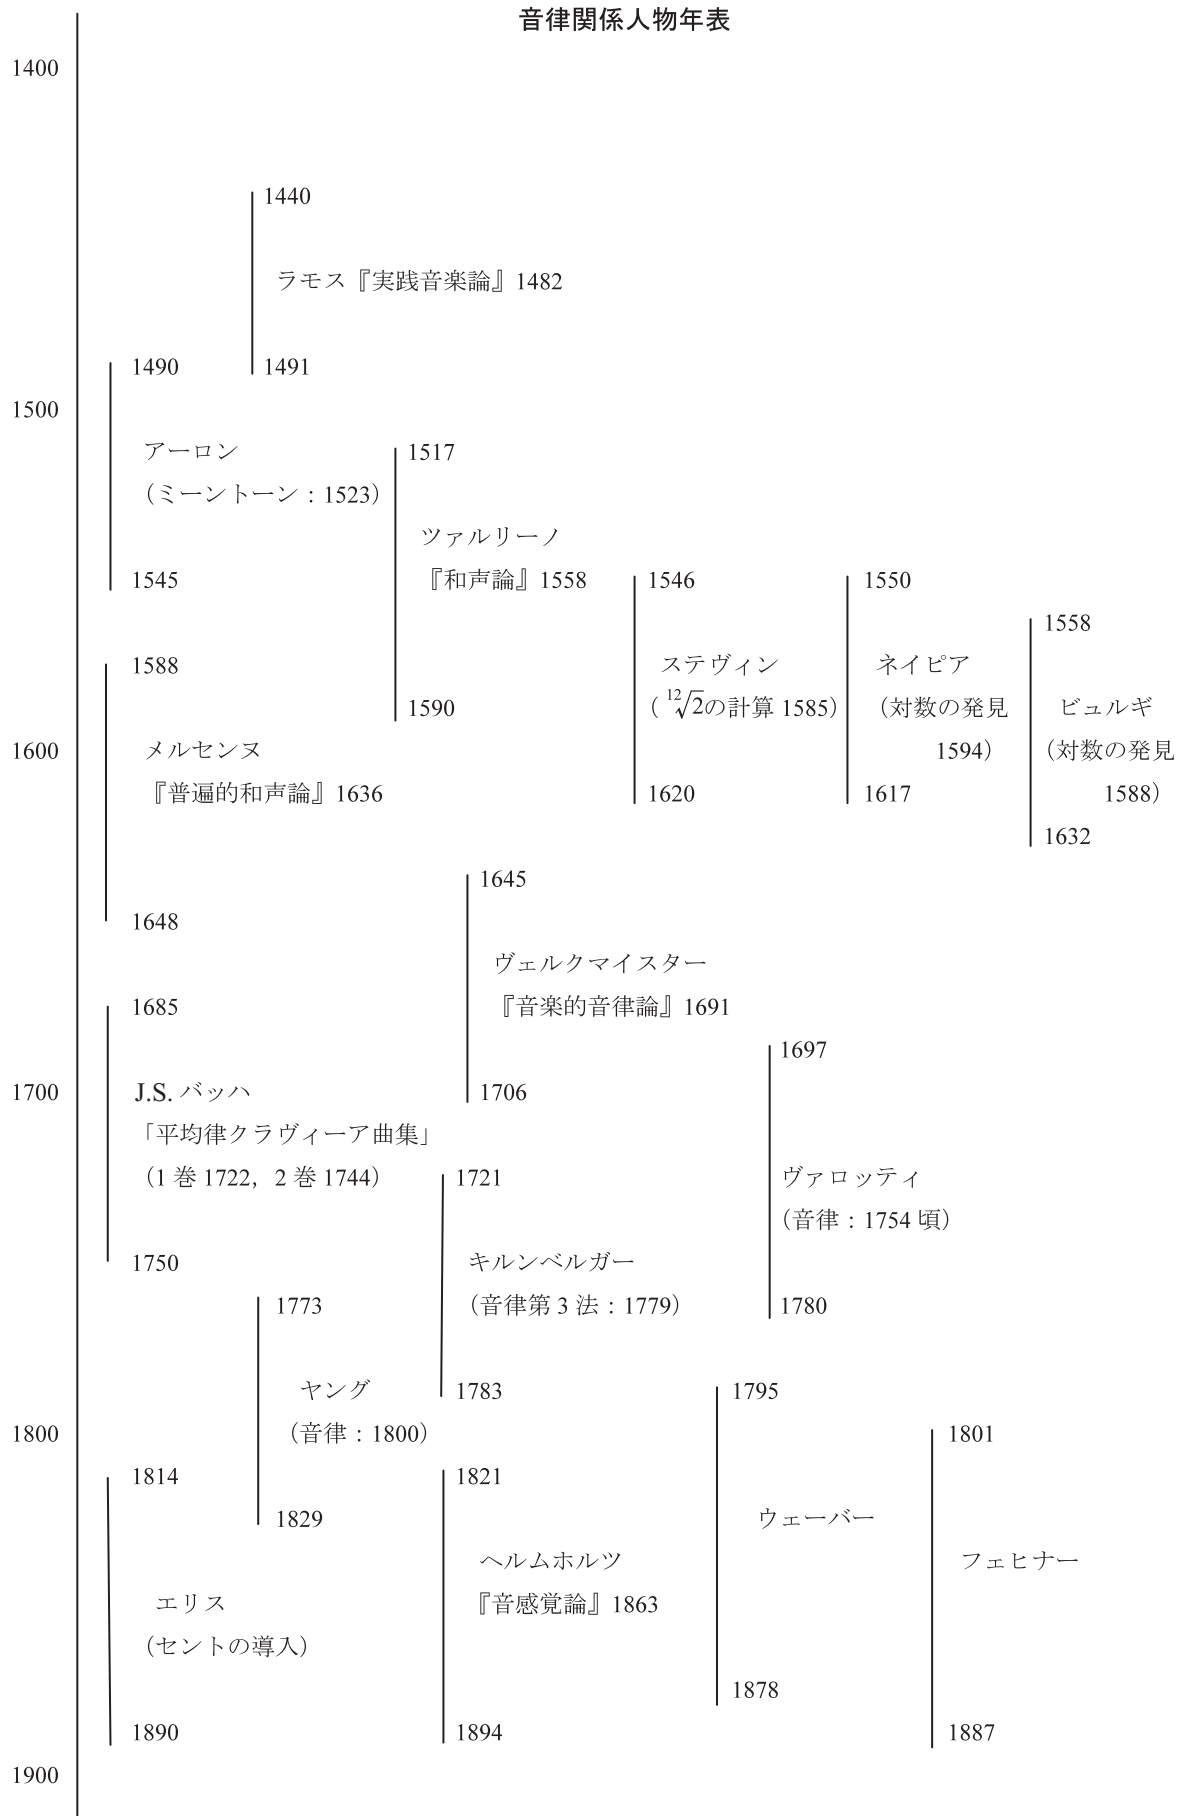 音律関係人物年表
1400
1440
ラモス『実践音楽論』1482
1490
1491
1500
アーロン
（ミーントーン：1523）
1517
ツァルリーノ
『和声論』1558
1545
1546
1550
1558
1588
ステヴィン
（¹²√2の計算 1585）
ネイピア
（対数の発見
1594）
ビュルギ
（対数の発見
1588）
1590
1600
メルセンヌ
『普遍的和声論』1636
1620
1617
1632
1645
1648
ヴェルクマイスター
『音楽的音律論』1691
1685
1697
1700
J.S. バッハ
「平均律クラヴィーア曲集」
（1 巻 1722，2 巻 1744）
1706
1721
ヴァロッティ
（音律：1754 頃）
1750
キルンベルガー
（音律第 3 法：1779）
1773
1780
ヤング
（音律：1800）
1783
1795
1800
1801
1814
1821
1829
ウェーバー
ヘルムホルツ
『音感覚論』1863
フェヒナー
エリス
（セントの導入）
1878
1890
1894
1887
1900